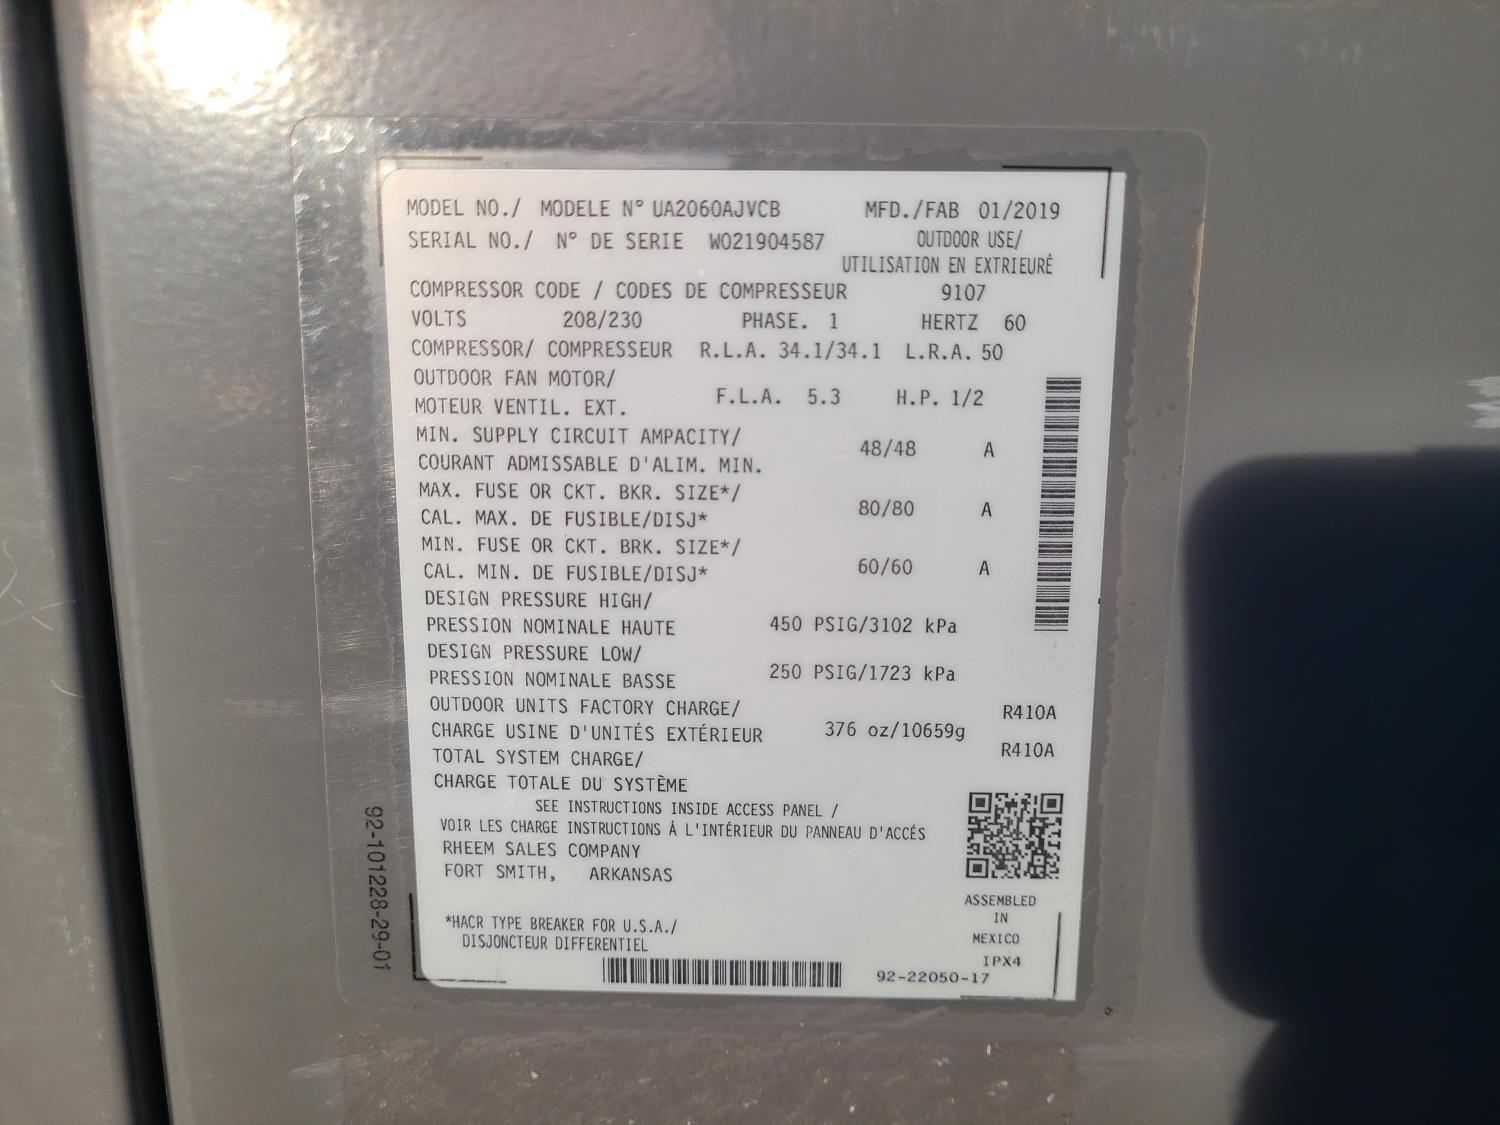 MODEL NO./ MODELE N° UA2060AJVCB MFD./FAB 01/2019
SERIAL NO./ N° DE SERIE W021904587 OUTDOOR USE/
UTILISATION EN EXTRIEURÉ
COMPRESSOR CODE / CODES DE COMPRESSEUR 9107
VOLTS 208/230 PHASE. 1 HERTZ 60
COMPRESSOR/ COMPRESSEUR R.L.A. 34.1/34.1 L.R.A. 50
OUTDOOR FAN MOTOR/
MOTEUR VENTIL. EXT. F.L.A. 5.3 H.P. 1/2
MIN. SUPPLY CIRCUIT AMPACITY/
COURANT ADMISSABLE D'ALIM. MIN. 48/48 A
MAX. FUSE OR CKT. BKR. SIZE*/
CAL. MAX. DE FUSIBLE/DISJ* 80/80 A
MIN. FUSE OR CKT. BRK. SIZE*/
CAL. MIN. DE FUSIBLE/DISJ* 60/60 A
DESIGN PRESSURE HIGH/
PRESSION NOMINALE HAUTE 450 PSIG/3102 kPa
DESIGN PRESSURE LOW/
PRESSION NOMINALE BASSE 250 PSIG/1723 kPa
OUTDOOR UNITS FACTORY CHARGE/ R410A
CHARGE USINE D'UNITÉS EXTÉRIEUR 376 oz/10659g
TOTAL SYSTEM CHARGE/ R410A
CHARGE TOTALE DU SYSTÈME
SEE INSTRUCTIONS INSIDE ACCESS PANEL /
VOIR LES CHARGE INSTRUCTIONS Á L'INTÉRIEUR DU PANNEAU D'ACCÉS
RHEEM SALES COMPANY
FORT SMITH, ARKANSAS
ASSEMBLED
IN
MEXICO
IPX4
*HACR TYPE BREAKER FOR U.S.A./
DISJONCTEUR DIFFERENTIEL
92-22050-17
92-101228-29-01